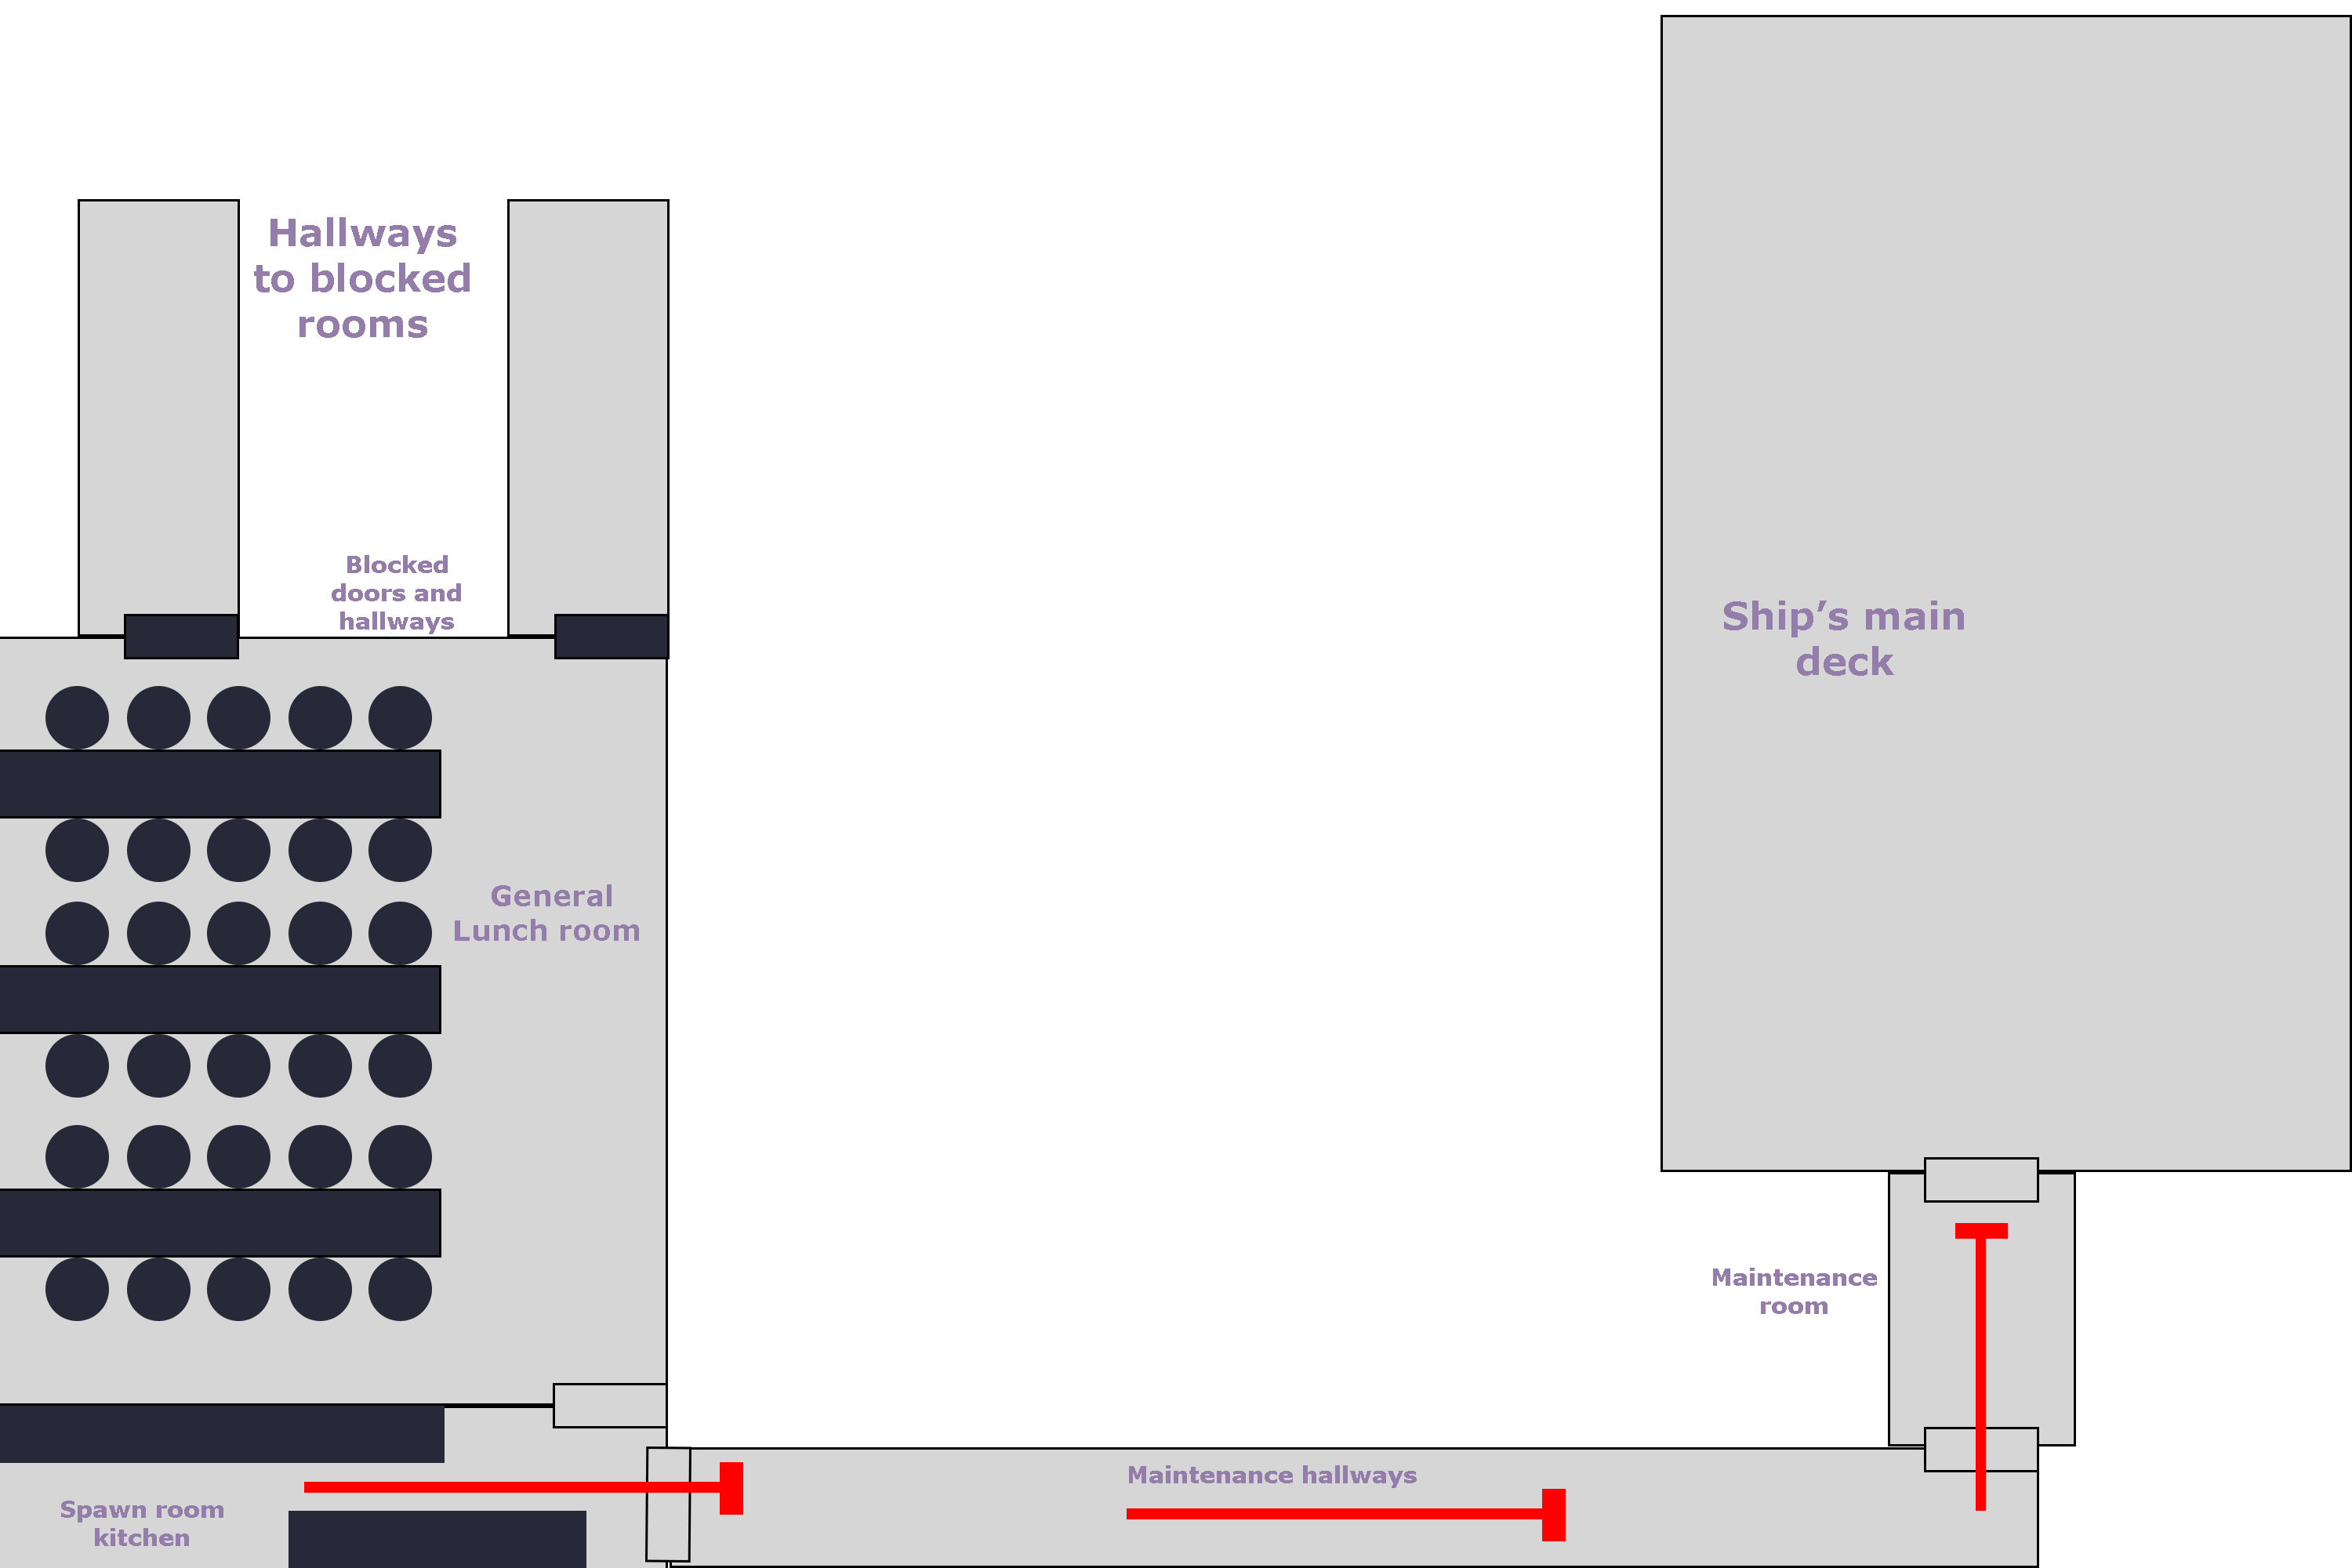 Hallways
to blocked
rooms
Blocked
doors and
hallways
Ship’s main
deck
General
Lunch room
Maintenance
room
Maintenance hallways
Spawn room
kitchen